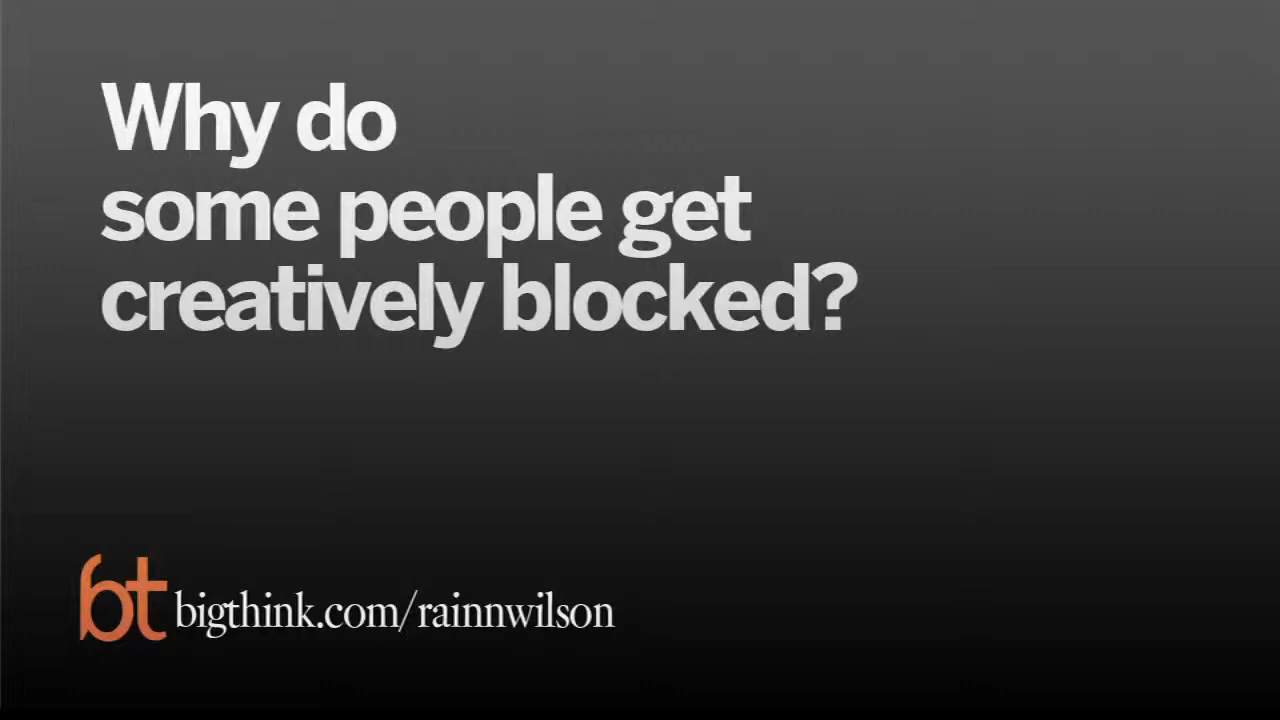 Why do
some people get
creatively blocked?
bt bigthink.com/rainnwilson